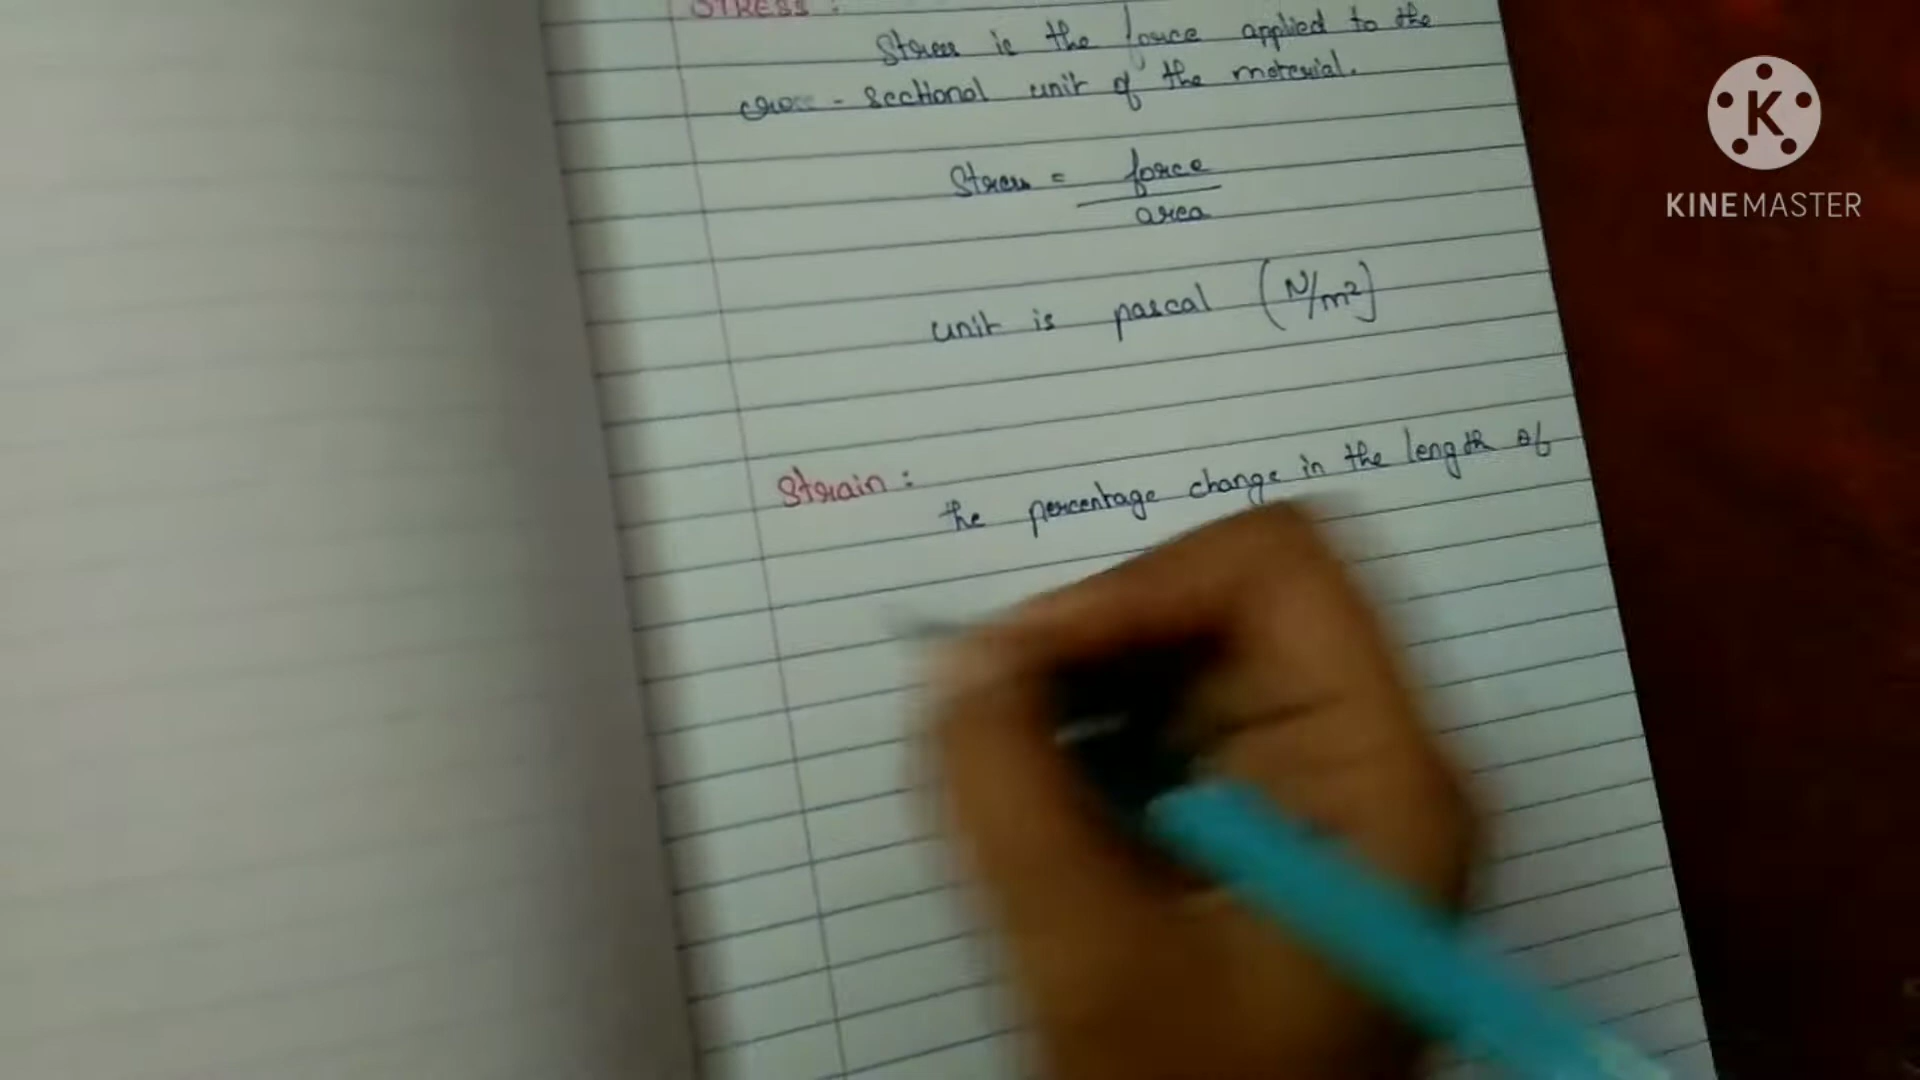 STRESS :
Stress is the force applied to the
cross - sectional unit of the material.
Stress = force
area
unit is pascal (N/m²)
Strain :
the percentage change in the length of
K
KINEMASTER